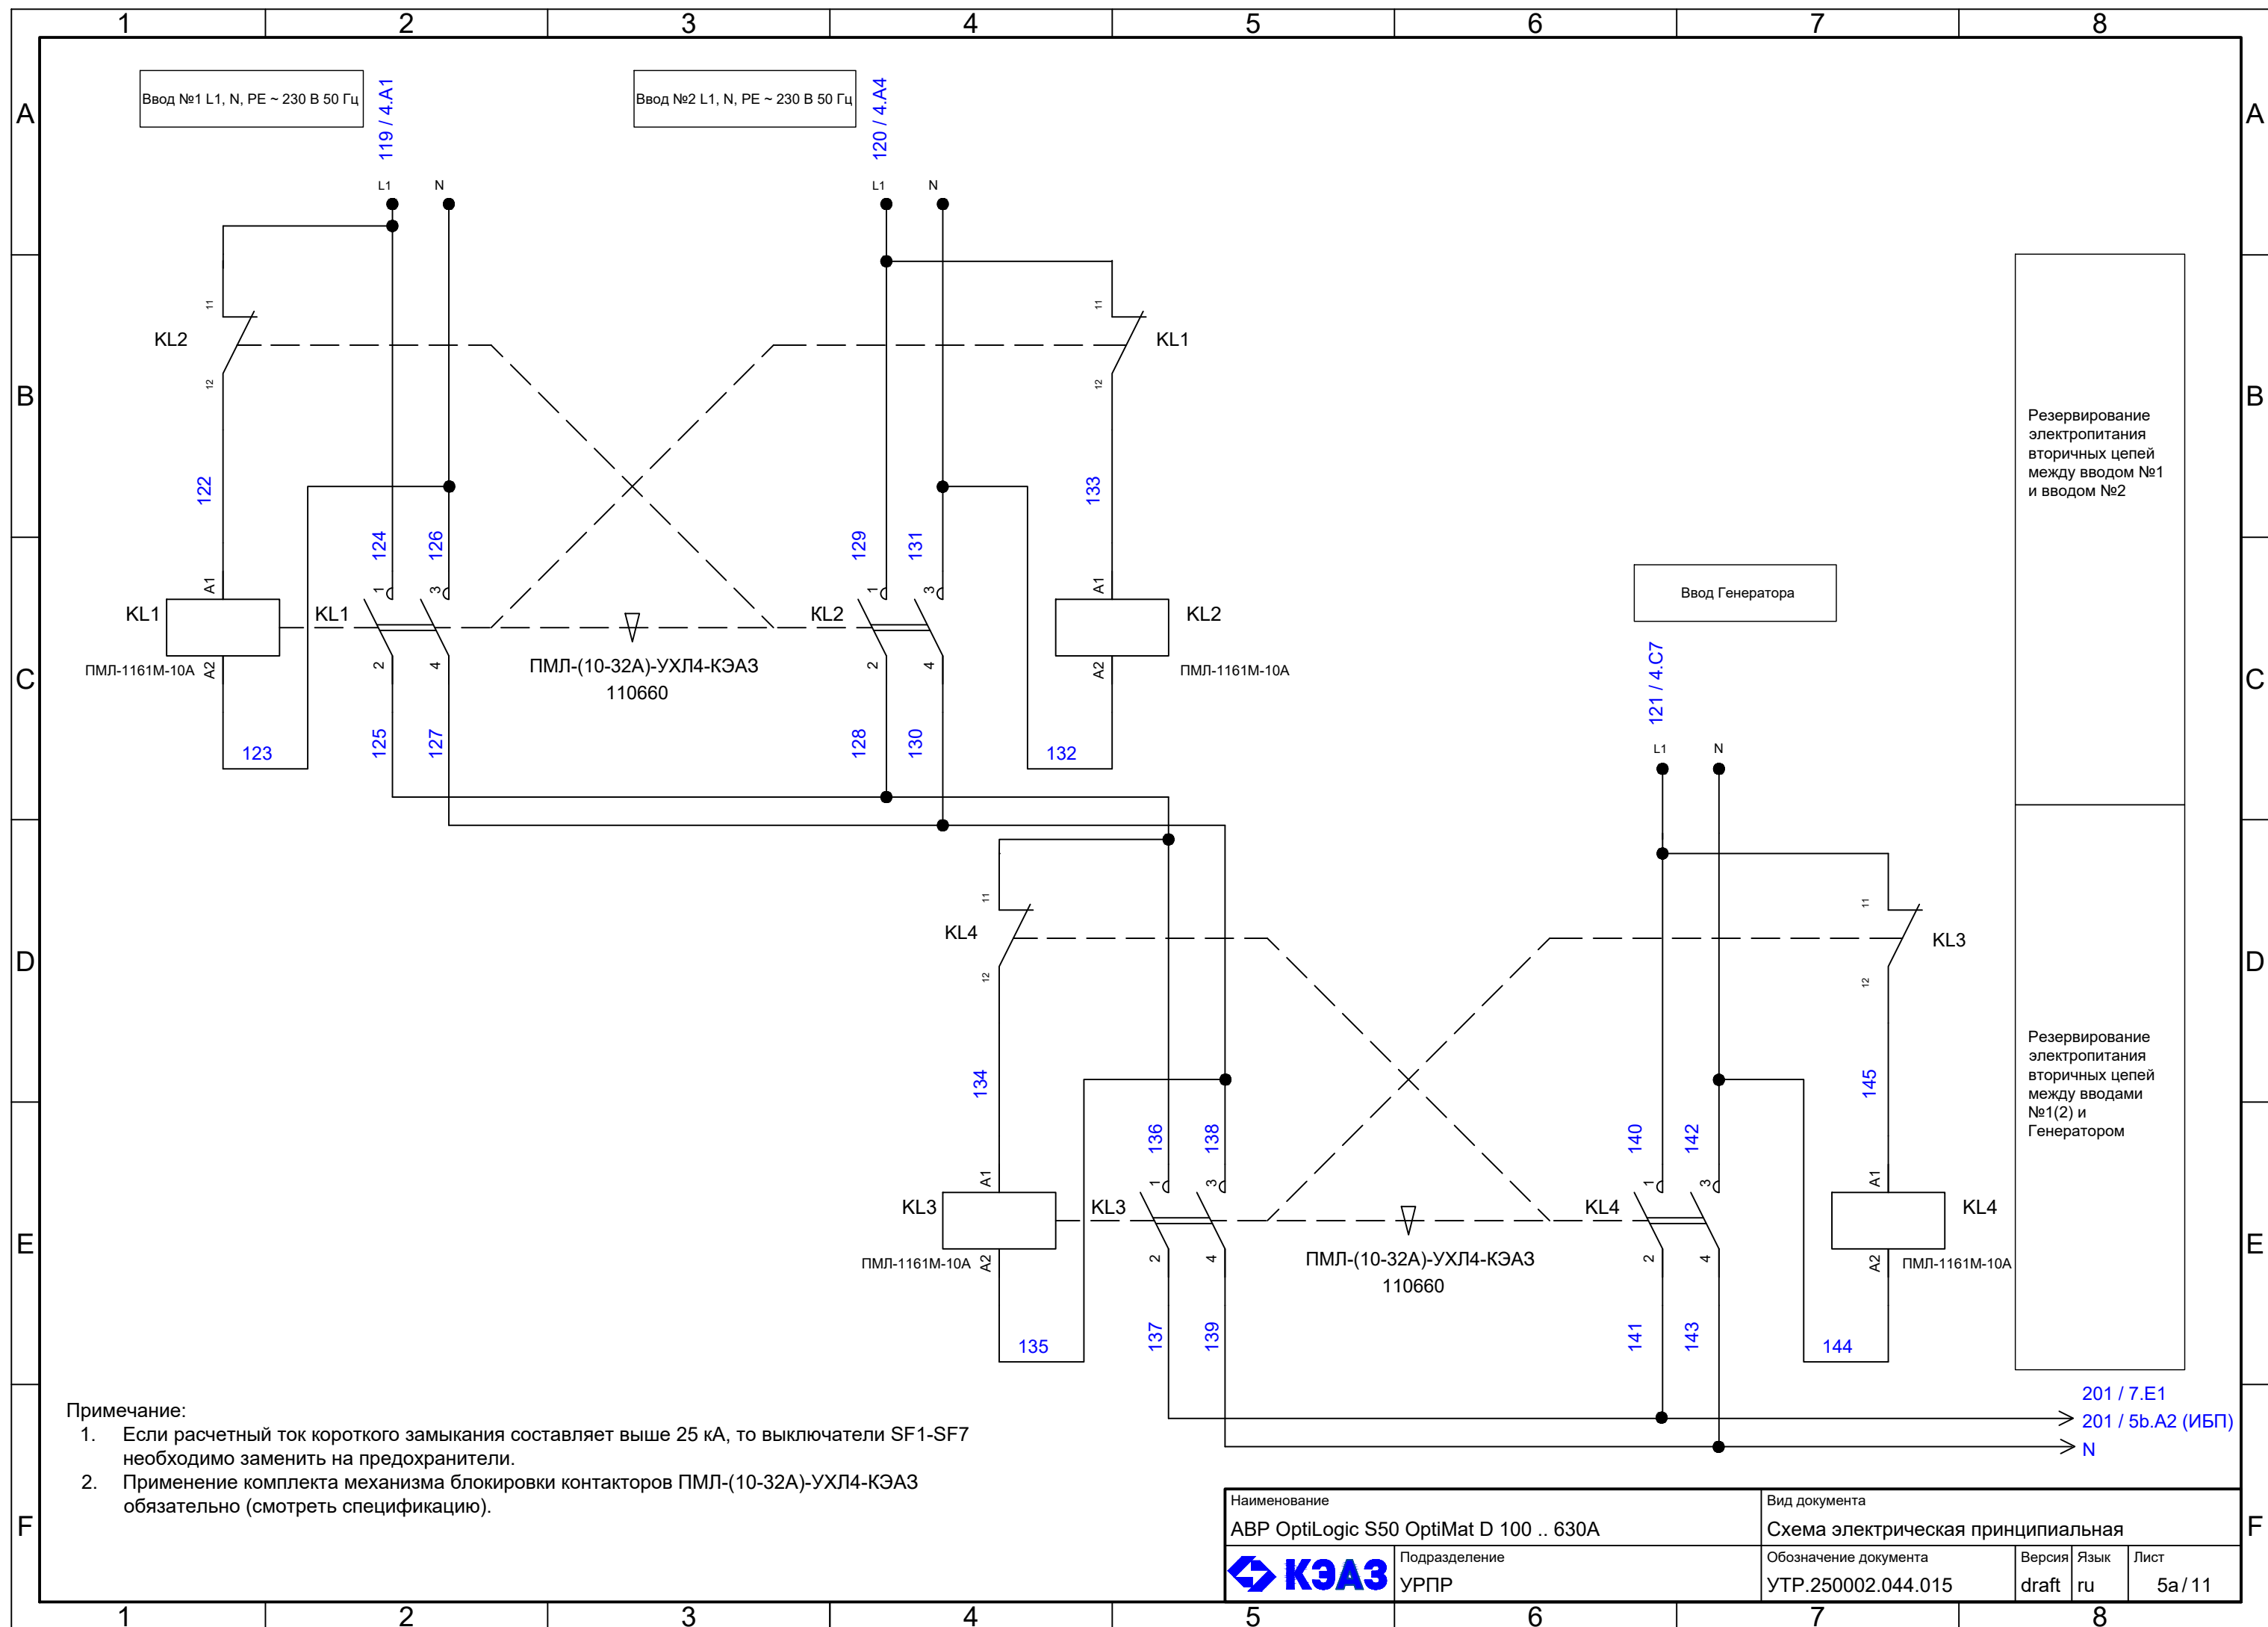 1 2 3 4 5 6 7 8
A A
Ввод №1 L1, N, PE ~ 230 В 50 Гц
119 / 4.A1
Ввод №2 L1, N, PE ~ 230 В 50 Гц
120 / 4.A4
L1 N
L1 N
11
KL2
12
11
KL1
12
B B
Резервирование
электропитания
вторичных цепей
между вводом №1
и вводом №2
122
124
126
129
131
133
A1
KL1
A2
ПМЛ-1161М-10А
KL1
1 3
2 4
ПМЛ-(10-32А)-УХЛ4-КЭАЗ
110660
KL2
1 3
2 4
A1
KL2
A2
ПМЛ-1161М-10А
C C
Ввод Генератора
121 / 4.C7
L1 N
123
125
127
128
130
132
11
KL4
12
11
KL3
12
D D
Резервирование
электропитания
вторичных цепей
между вводами
№1(2) и
Генератором
134
136
138
140
142
145
A1
KL3
A2
ПМЛ-1161М-10А
KL3
1 3
2 4
ПМЛ-(10-32А)-УХЛ4-КЭАЗ
110660
KL4
1 3
2 4
A1
KL4
A2
ПМЛ-1161М-10А
E E
135
137
139
141
143
144
201 / 7.E1
201 / 5b.A2 (ИБП)
N
Примечание:
1. Если расчетный ток короткого замыкания составляет выше 25 кА, то выключатели SF1-SF7
необходимо заменить на предохранители.
2. Применение комплекта механизма блокировки контакторов ПМЛ-(10-32А)-УХЛ4-КЭАЗ
обязательно (смотреть спецификацию).
F F
Наименование
АВР OptiLogic S50 OptiMat D 100 .. 630А
Вид документа
Схема электрическая принципиальная
КЭАЗ
Подразделение
УРПР
Обозначение документа
УТР.250002.044.015
Версия
draft
Язык
ru
Лист
5a / 11
1 2 3 4 5 6 7 8